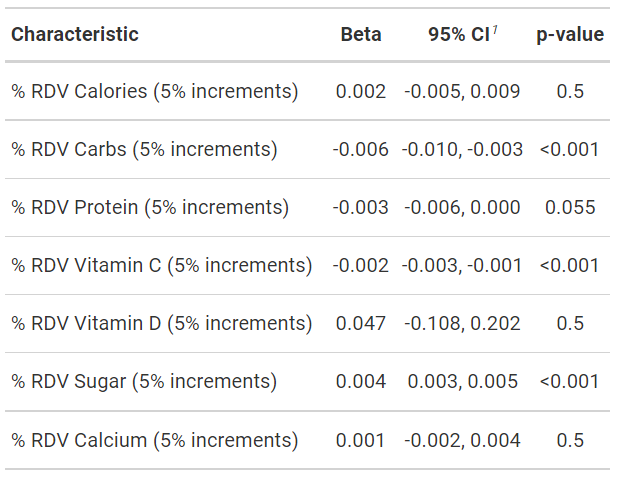 Characteristic Beta 95% CI1 p-value
% RDV Calories (5% increments) 0.002 -0.005, 0.009 0.5
% RDV Carbs (5% increments) -0.006 -0.010, -0.003 <0.001
% RDV Protein (5% increments) -0.003 -0.006, 0.000 0.055
% RDV Vitamin C (5% increments) -0.002 -0.003, -0.001 <0.001
% RDV Vitamin D (5% increments) 0.047 -0.108, 0.202 0.5
% RDV Sugar (5% increments) 0.004 0.003, 0.005 <0.001
% RDV Calcium (5% increments) 0.001 -0.002, 0.004 0.5